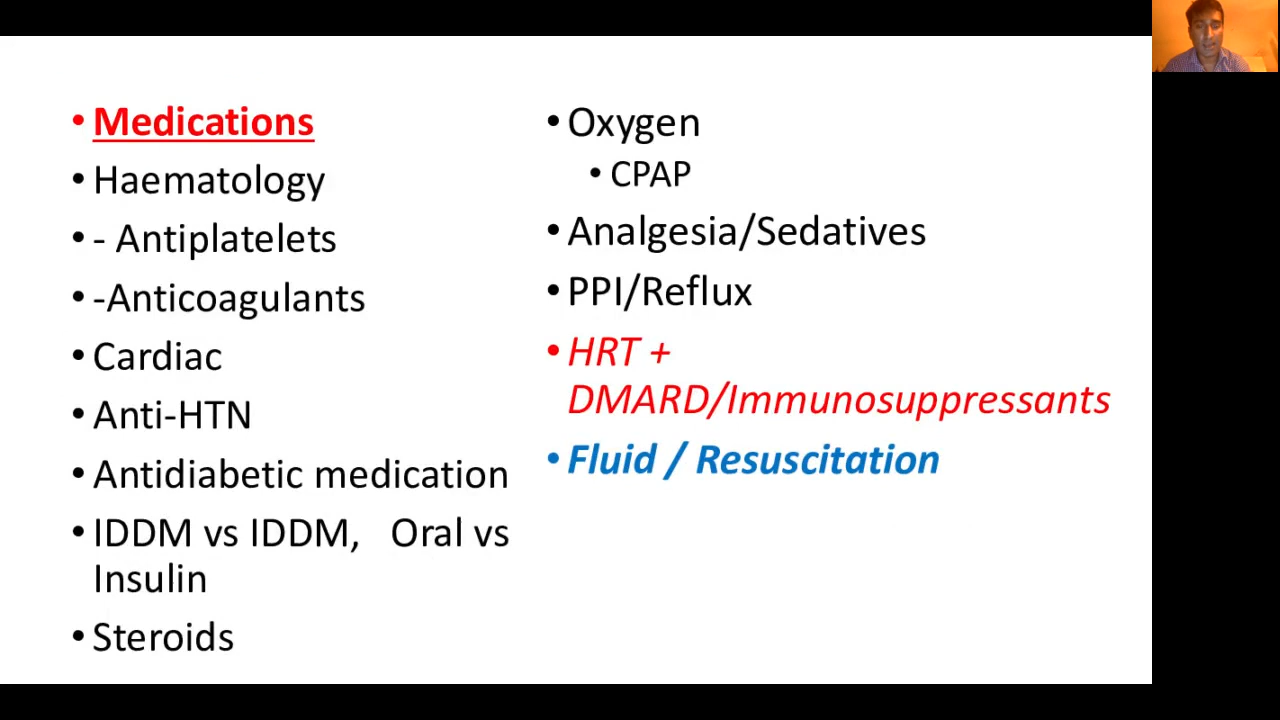 • Medications
• Haematology
• - Antiplatelets
• -Anticoagulants
• Cardiac
• Anti-HTN
• Antidiabetic medication
• IDDM vs IDDM, Oral vs
Insulin
• Steroids
• Oxygen
• CPAP
• Analgesia/Sedatives
• PPI/Reflux
• HRT +
DMARD/Immunosuppressants
• Fluid / Resuscitation